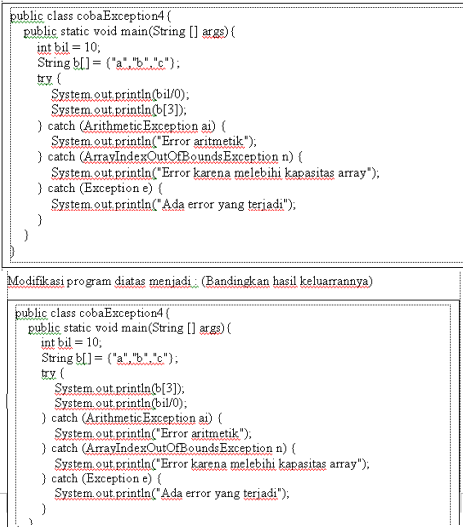 public class cobaException4{
public static void main(String [] args){
int bil = 10;
String b[] = {"a","b","c"};
try {
System.out.println(bil/0);
System.out.println(b[3]);
} catch (ArithmeticException ai) {
System.out.println("Error aritmetik");
} catch (ArrayIndexOutOfBoundsException n) {
System.out.println("Error karena melebihi kapasitas array");
} catch (Exception e) {
System.out.println("Ada error yang terjadi");
}
}
}
Modifikasi program diatas menjadi : (Bandingkan hasil keluarrannya)
public class cobaException4{
public static void main(String [] args){
int bil = 10;
String b[] = {"a","b","c"};
try {
System.out.println(b[3]);
System.out.println(bil/0);
} catch (ArithmeticException ai) {
System.out.println("Error aritmetik");
} catch (ArrayIndexOutOfBoundsException n) {
System.out.println("Error karena melebihi kapasitas array");
} catch (Exception e) {
System.out.println("Ada error yang terjadi");
}
}